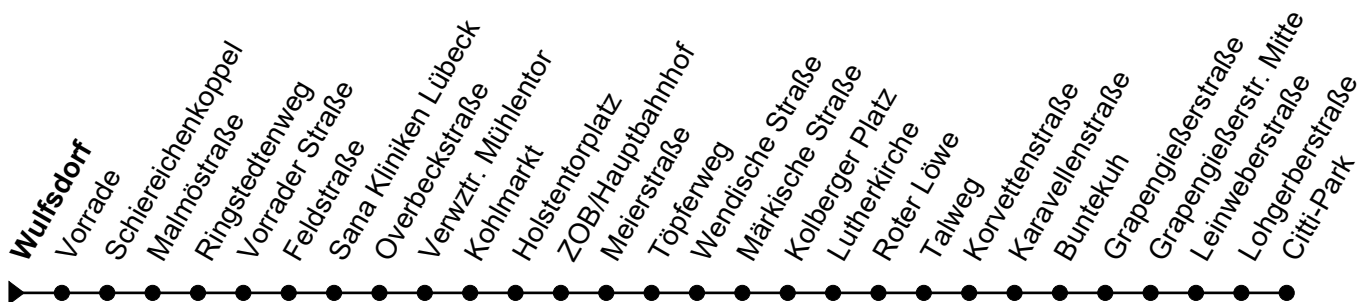 Wulfsdorf
Vorrade
Schiereichenkoppel
Malmöstraße
Ringstedtenweg
Vorrader Straße
Feldstraße
Sana Kliniken Lübeck
Overbeckstraße
Verwztr. Mühlentor
Kohlmarkt
Holstentorplatz
ZOB/Hauptbahnhof
Meierstraße
Töpferweg
Wendische Straße
Märkische Straße
Kolberger Platz
Lutherkirche
Roter Löwe
Talweg
Korvettenstraße
Karavellenstraße
Buntekuh
Grapengießerstraße
Grapengießerstr. Mitte
Leinweberstraße
Lohgerberstraße
Citti-Park